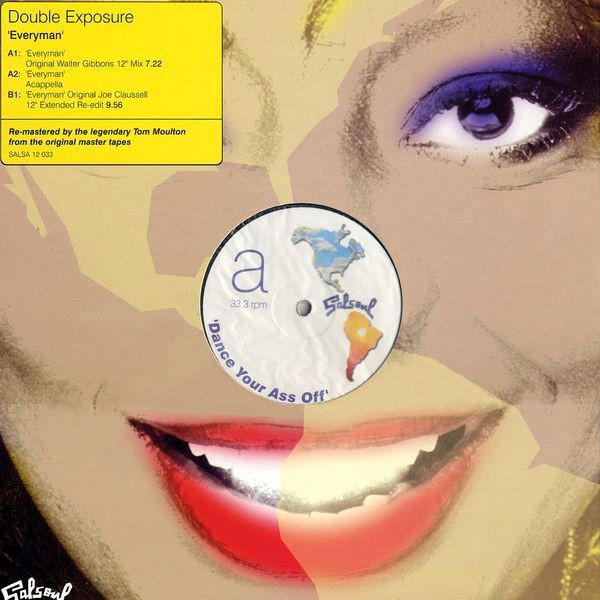 Double Exposure
'Everyman'
A1: 'Everyman'
Original Walter Gibbons 12" Mix 7.22
A2: 'Everyman'
Acappella
B1: 'Everyman' Original Joe Claussell
12" Extended Re-edit 9.56
Re-mastered by the legendary Tom Moulton
from the original master tapes
SALSA 12 033
a
33.3 rpm
Salsoul
'Dance Your Ass Off'
Salsoul